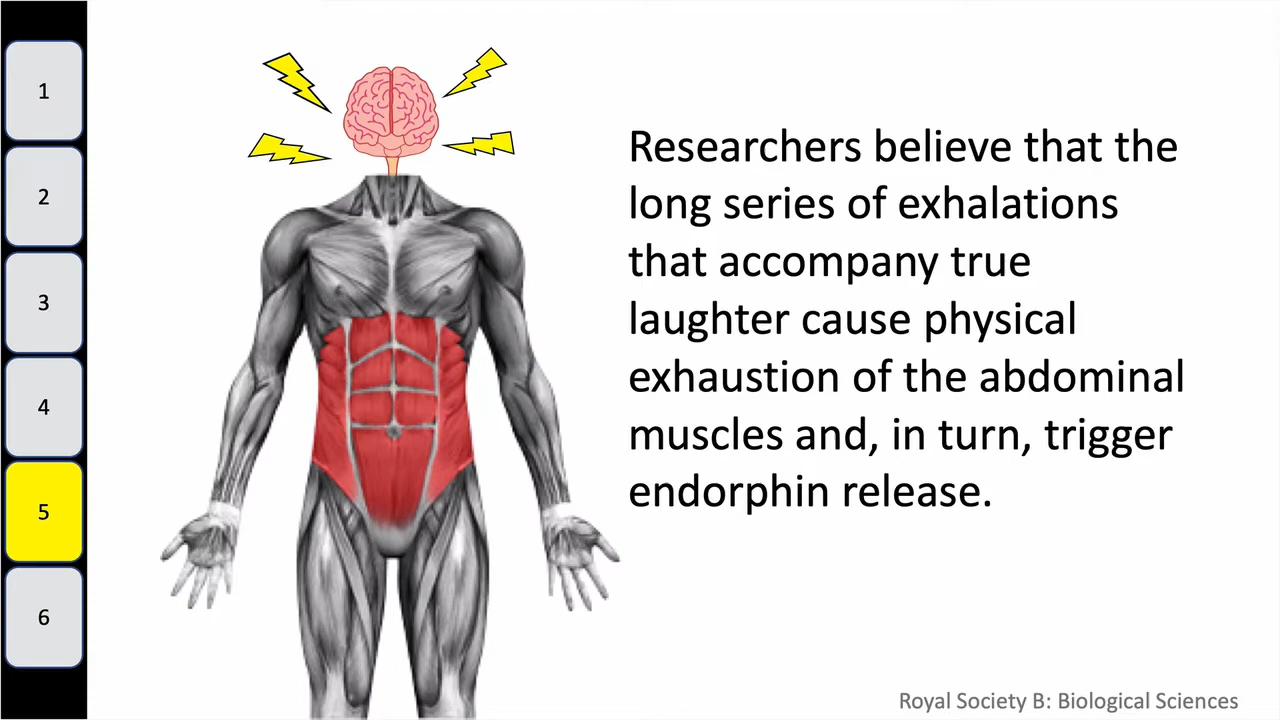 1
2
3
4
5
6
Researchers believe that the
long series of exhalations
that accompany true
laughter cause physical
exhaustion of the abdominal
muscles and, in turn, trigger
endorphin release.
Royal Society B: Biological Sciences